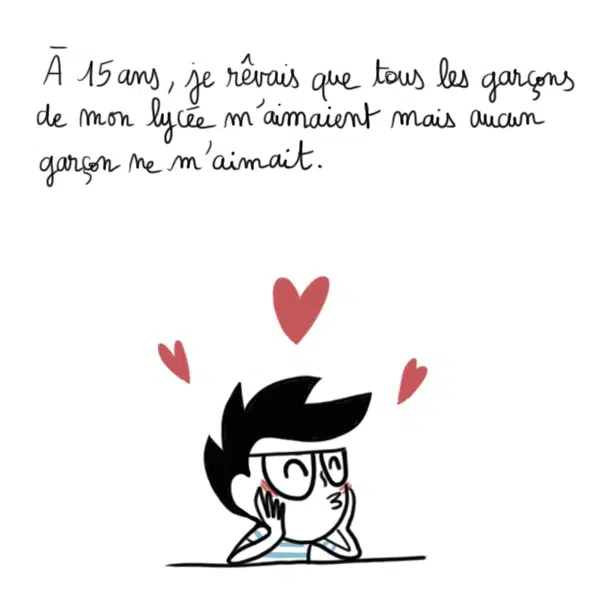 À 15 ans, je rêvais que tous les garçons
de mon lycée m'aimaient mais aucun
garçon ne m'aimait.